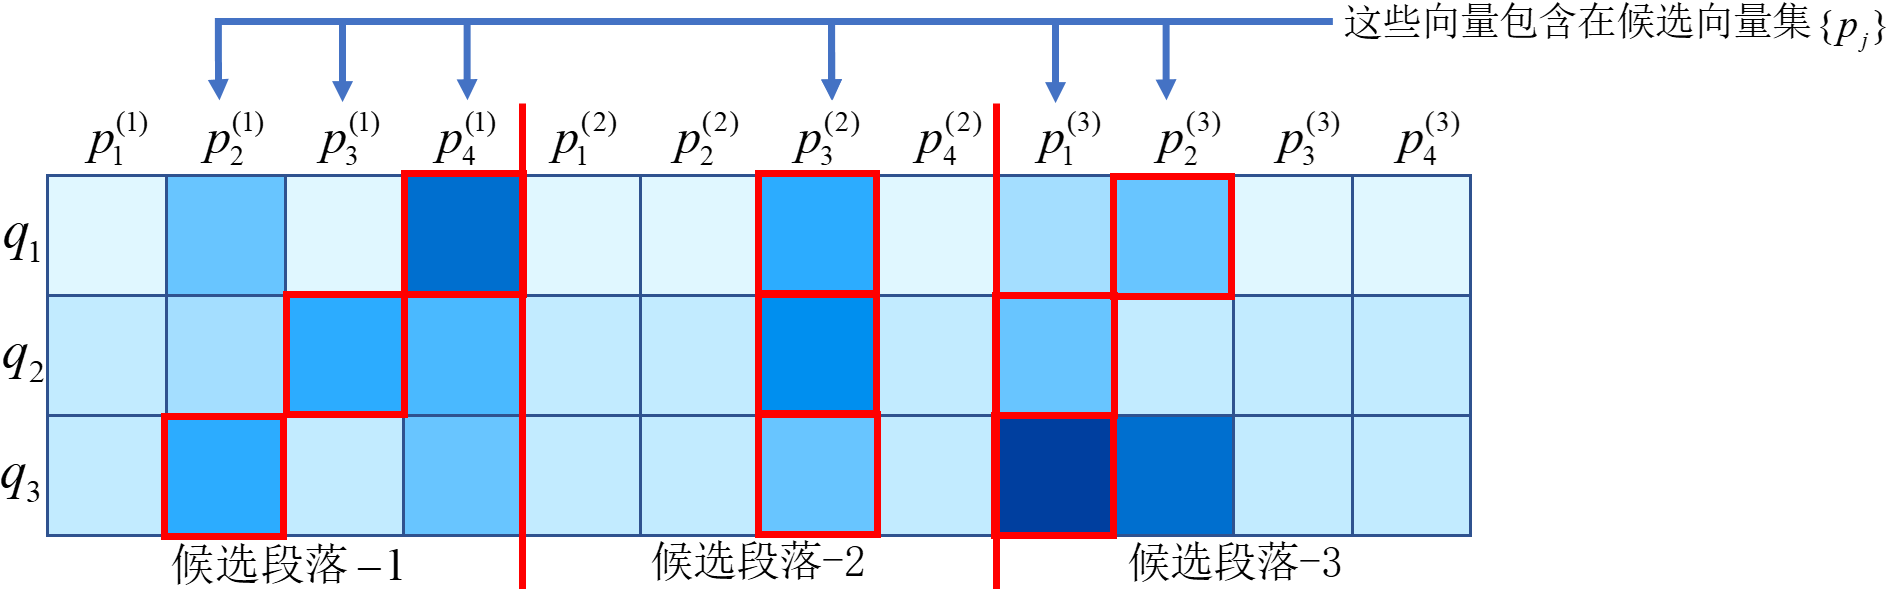 这些向量包含在候选向量集{p_j}
p_1^(1) p_2^(1) p_3^(1) p_4^(1) p_1^(2) p_2^(2) p_3^(2) p_4^(2) p_1^(3) p_2^(3) p_3^(3) p_4^(3)
q_1
q_2
q_3
候选段落-1 候选段落-2 候选段落-3